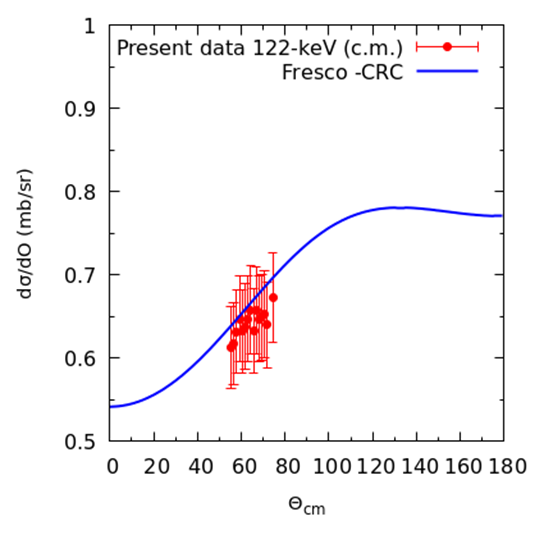 1
Present data 122-keV (c.m.)
Fresco -CRC
0.9
0.8
0.7
0.6
0.5
dσ/dO (mb/sr)
0 20 40 60 80 100 120 140 160 180
Θcm